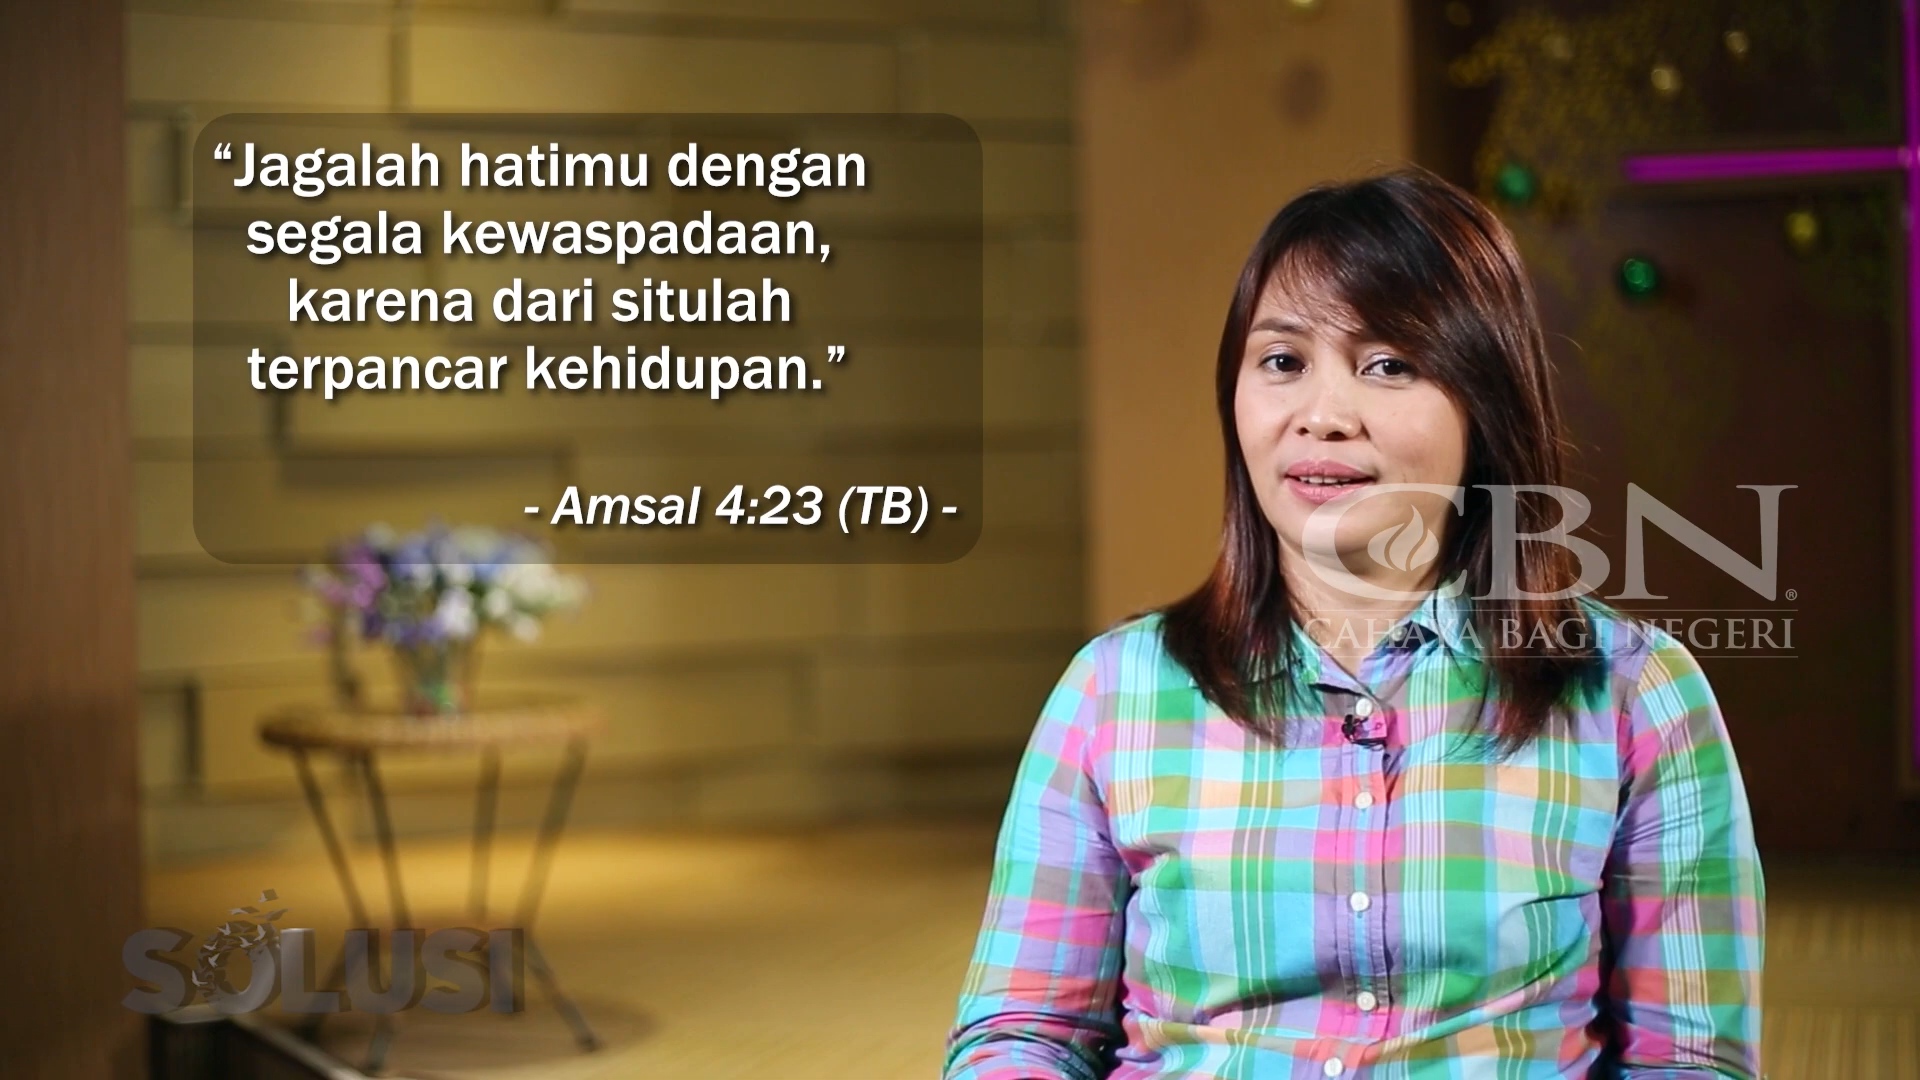 “Jagalah hatimu dengan
segala kewaspadaan,
karena dari situlah
terpancar kehidupan.”
- Amsal 4:23 (TB) -
CBN®
CAHAYA BAGI NEGERI
SOLUSI